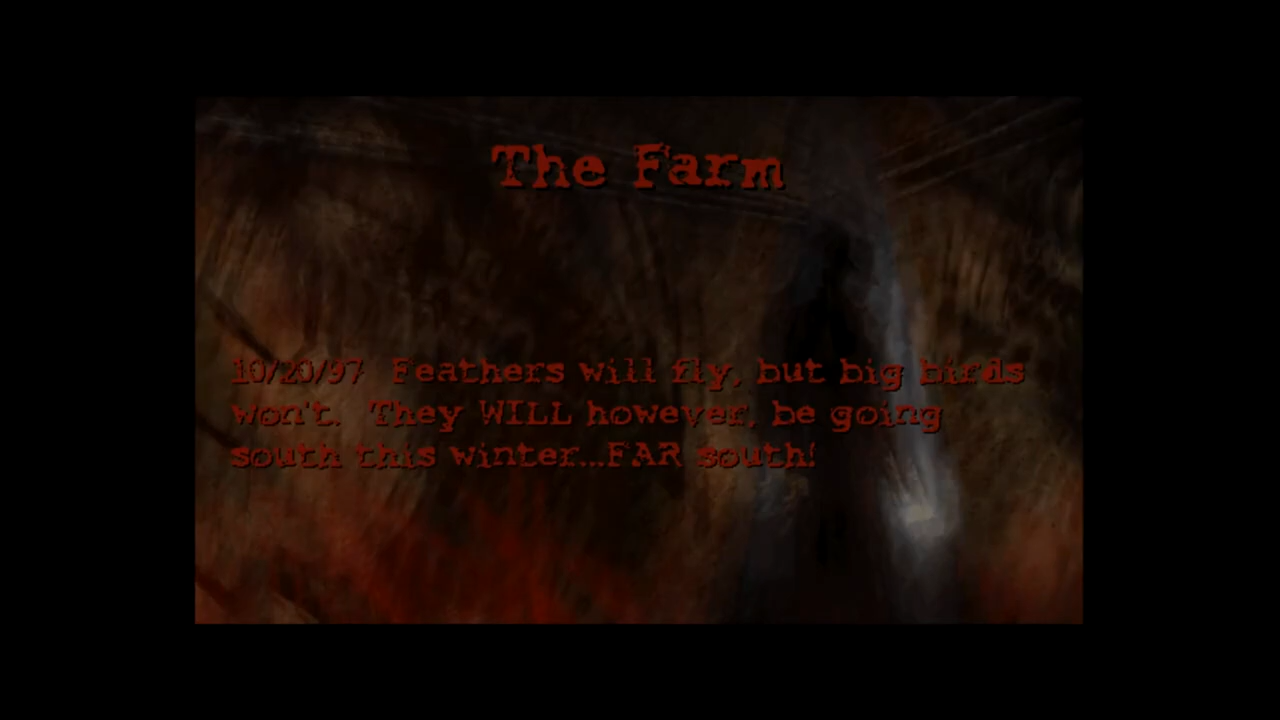 The Farm
10/20/97  Feathers will fly, but big birds
won't.  They WILL however, be going
south this winter...FAR south!